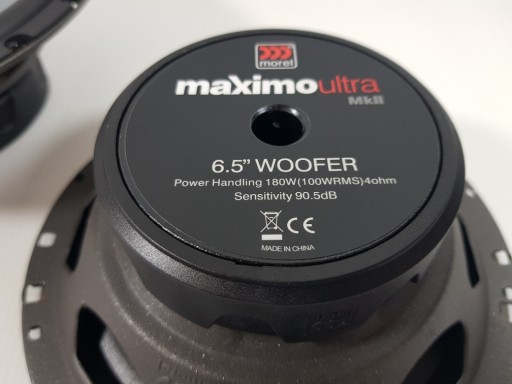 morel
maximoultra
MkII
6.5" WOOFER
Power Handling 180W(100WRMS)4ohm
Sensitivity 90.5dB
CE
MADE IN CHINA